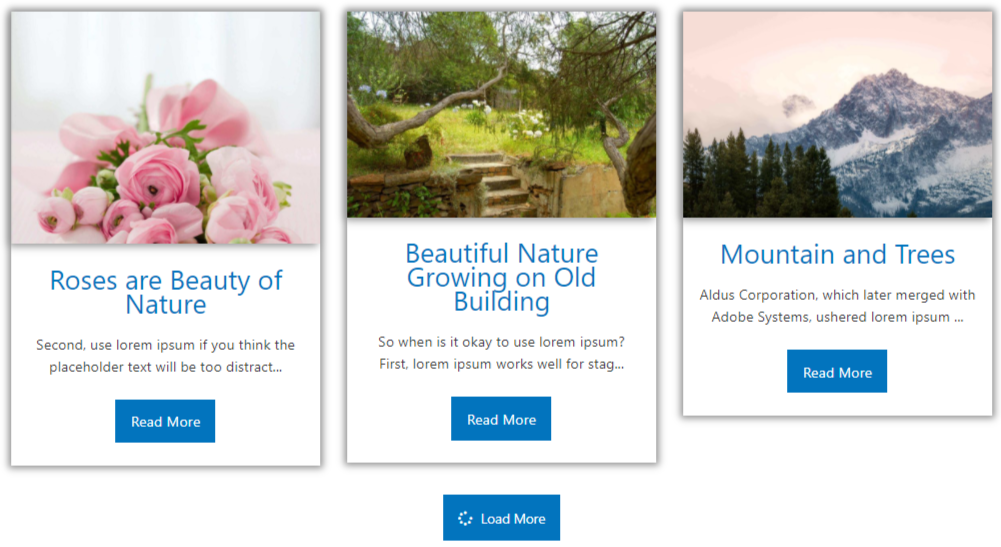 Roses are Beauty of
Nature
Second, use lorem ipsum if you think the
placeholder text will be too distract...
Read More
Beautiful Nature
Growing on Old
Building
So when is it okay to use lorem ipsum?
First, lorem ipsum works well for stag...
Read More
Mountain and Trees
Aldus Corporation, which later merged with
Adobe Systems, ushered lorem ipsum ...
Read More
Load More